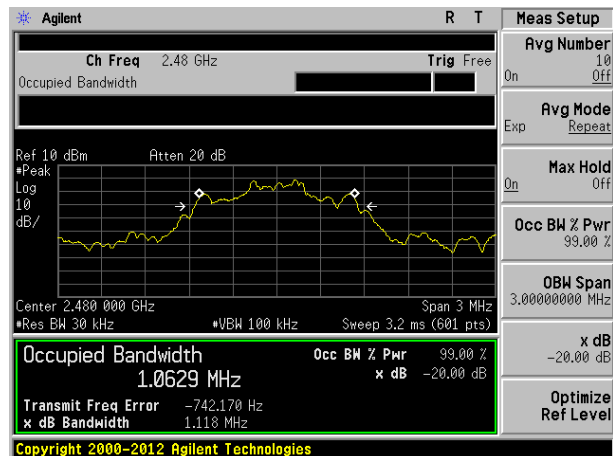 Agilent R T Meas Setup
Ch Freq 2.48 GHz Trig Free
Occupied Bandwidth
Avg Number
10
On Off
Avg Mode
Exp Repeat
Max Hold
On Off
Occ BW % Pwr
99.00 %
OBW Span
3.00000000 MHz
x dB
-20.00 dB
Optimize
Ref Level
Ref 10 dBm Atten 20 dB
#Peak
Log
10
dB/
Center 2.480 000 GHz Span 3 MHz
#Res BW 30 kHz #VBW 100 kHz Sweep 3.2 ms (601 pts)
Occupied Bandwidth Occ BW % Pwr 99.00 %
1.0629 MHz x dB -20.00 dB
Transmit Freq Error -742.170 Hz
x dB Bandwidth 1.118 MHz
Copyright 2000-2012 Agilent Technologies